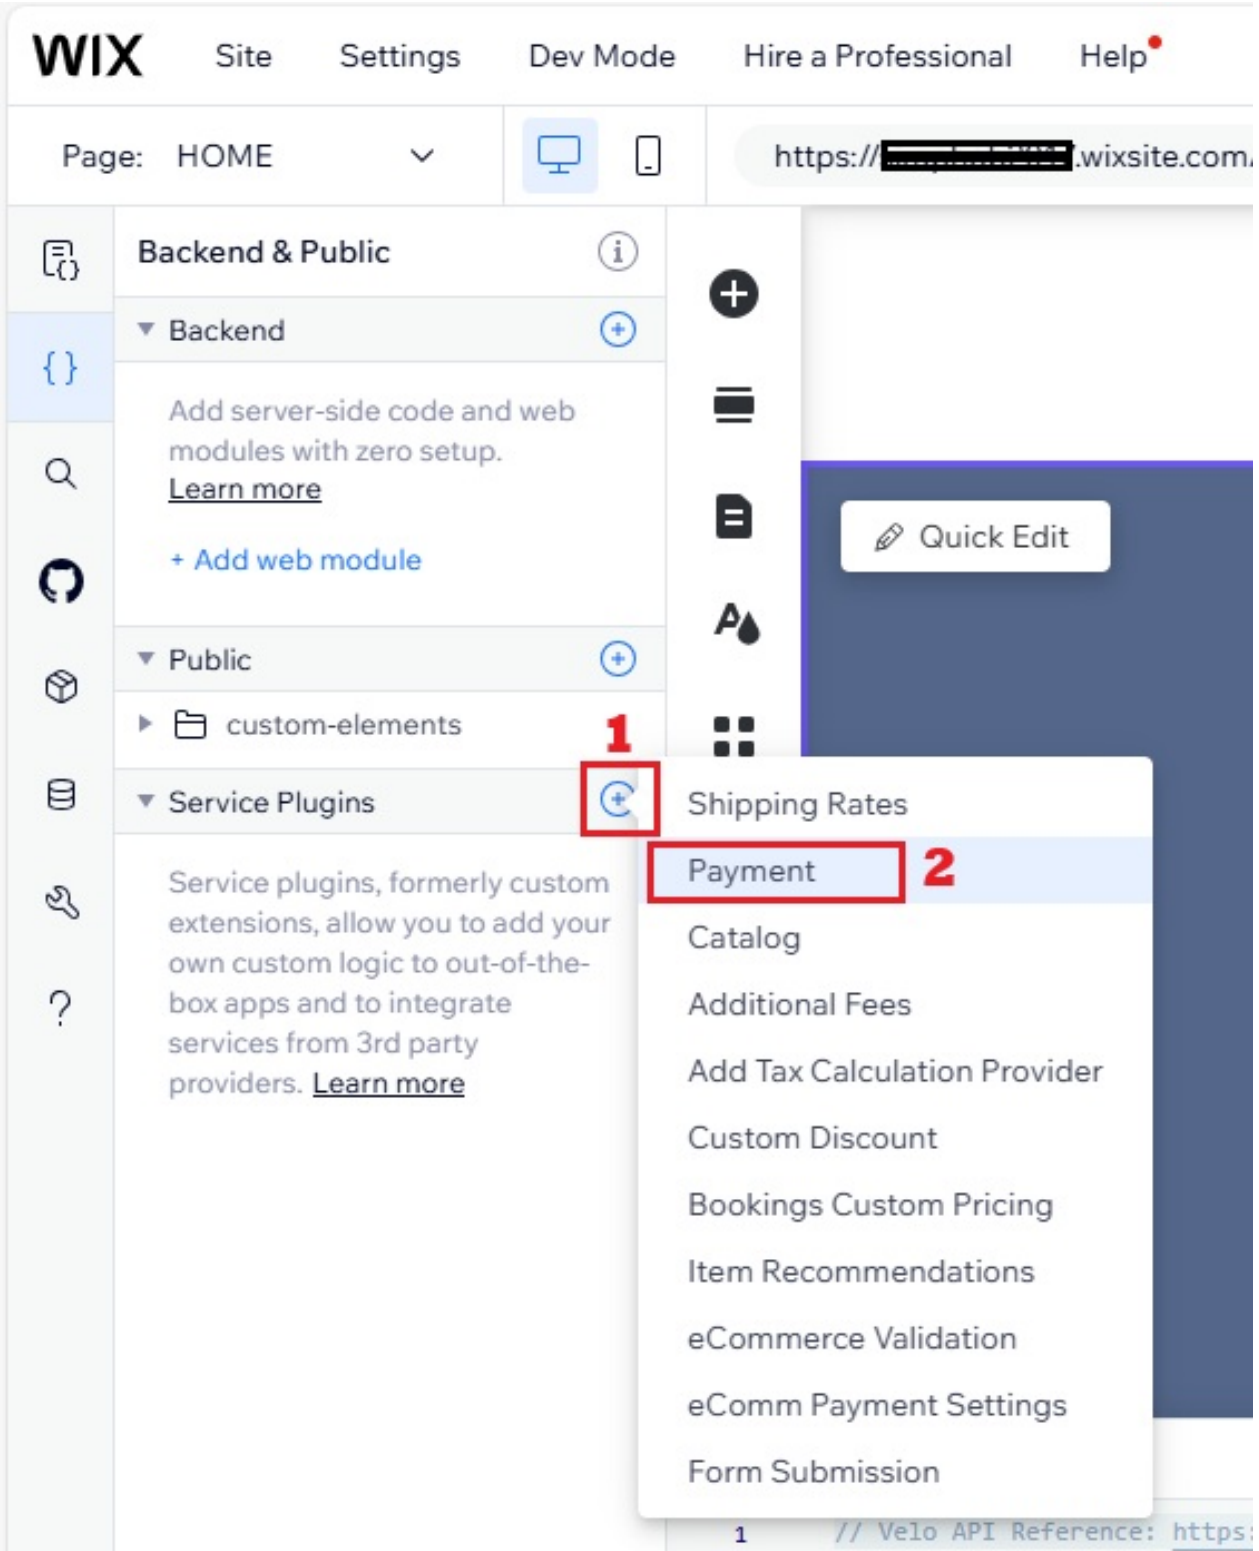 WIX Site Settings Dev Mode Hire a Professional Help
Page: HOME https:// .wixsite.com/
Backend & Public
Backend
Add server-side code and web
modules with zero setup.
Learn more
+ Add web module
Quick Edit
Public
custom-elements
1
Service Plugins
Service plugins, formerly custom
extensions, allow you to add your
own custom logic to out-of-the-
box apps and to integrate
services from 3rd party
providers. Learn more
Shipping Rates
Payment 2
Catalog
Additional Fees
Add Tax Calculation Provider
Custom Discount
Bookings Custom Pricing
Item Recommendations
eCommerce Validation
eComm Payment Settings
Form Submission
1 // Velo API Reference: https: